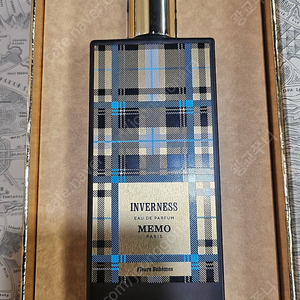 INVERNESS
EAU DE PARFUM
MEMO
PARIS
Fleurs Bohèmes